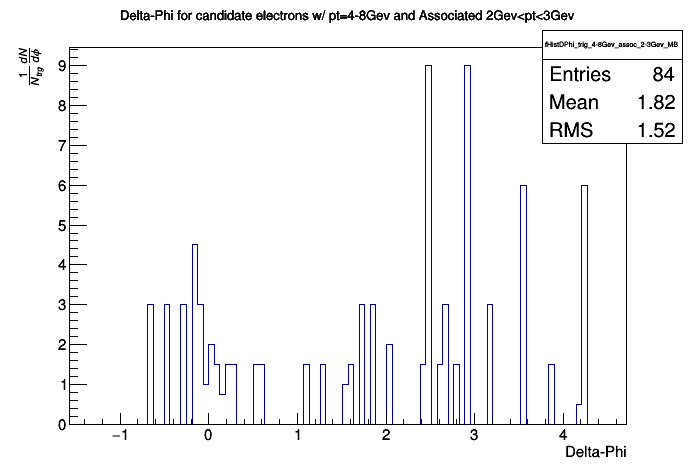 Delta-Phi for candidate electrons w/ pt=4-8Gev and Associated 2Gev<pt<3Gev
fHistDPhi_trig_4-8Gev_assoc_2-3Gev_MB
Entries 84
Mean 1.82
RMS 1.52
1 dN
N_trg dϕ
9
8
7
6
5
4
3
2
1
0
−1 0 1 2 3 4
Delta-Phi